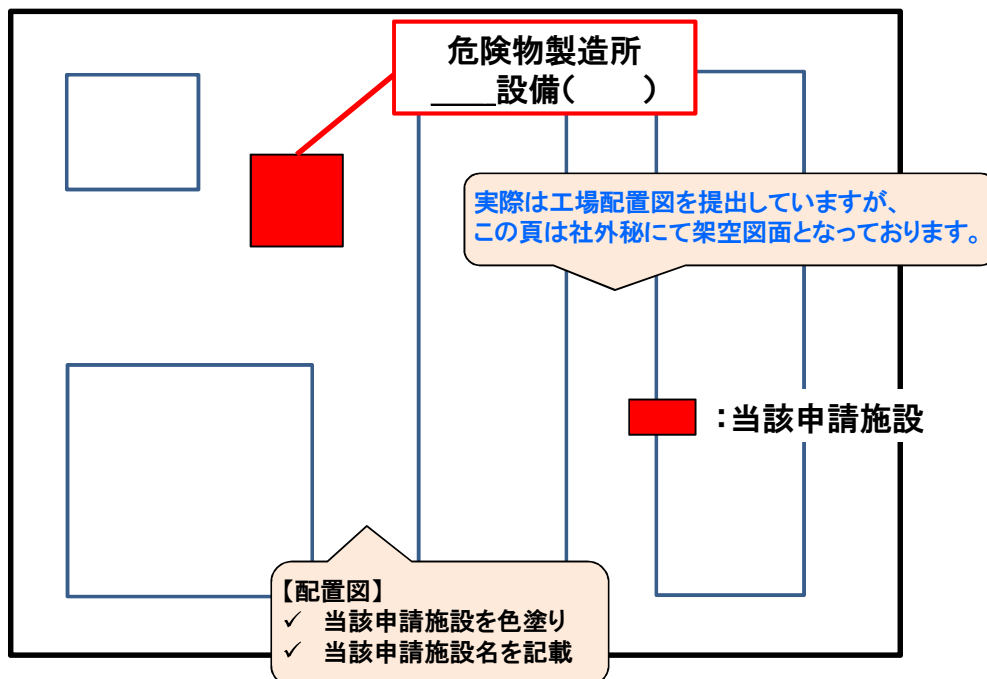 危険物製造所
____設備(　　)
実際は工場配置図を提出していますが、
この頁は社外秘にて架空図面となっております。
：当該申請施設
【配置図】
✓ 当該申請施設を色塗り
✓ 当該申請施設名を記載